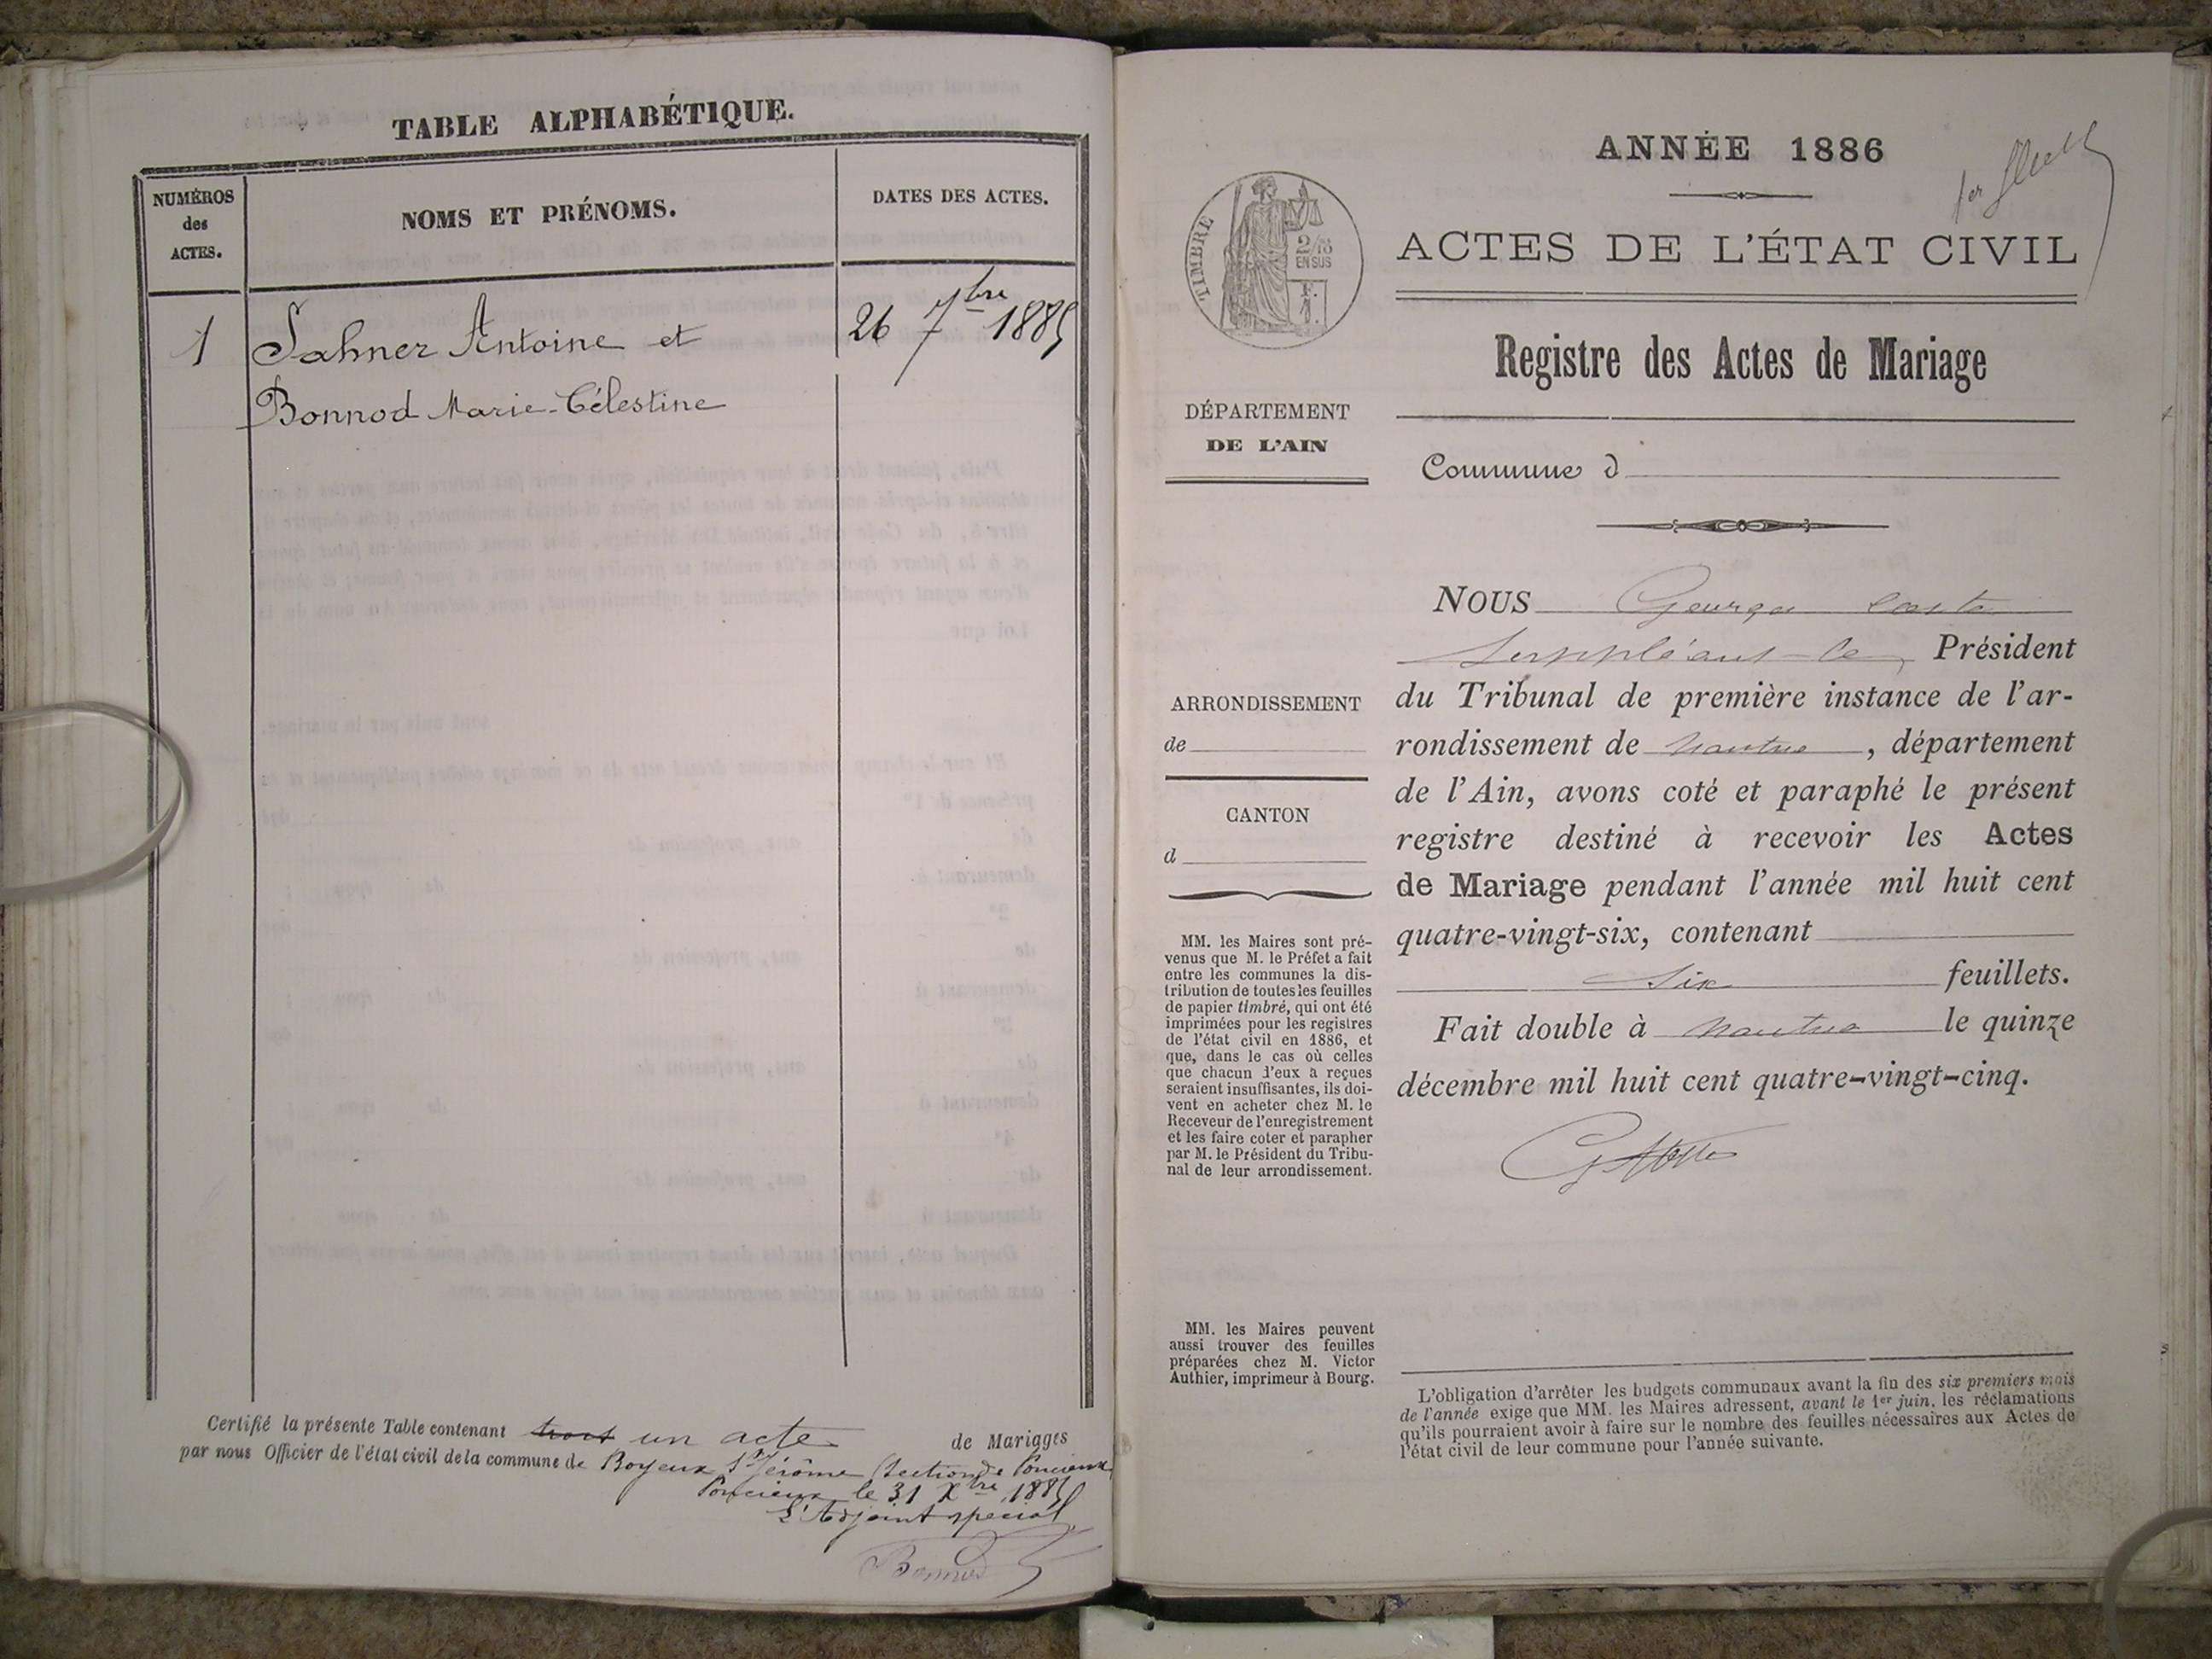 TABLE ALPHABÉTIQUE.
NUMÉROS
des
ACTES.
NOMS ET PRÉNOMS.
DATES DES ACTES.
1
Sahner Antoine et
26 7bre 1885
Bonnod Marie-Célestine
Certifié la présente Table contenant un acte de Mariages
par nous Officier de l'état civil de la commune de Boyeux St Jérôme (Section de Poncieux
Poncieux le 31 Xbre 1885
L'Adjoint spécial
Bonnod
ANNÉE 1886
1er
TIMBRE
2/10
EN SUS
ACTES DE L'ÉTAT CIVIL
Registre des Actes de Mariage
DÉPARTEMENT
DE L'AIN
Commune d
NOUS Georges
Suppléant le Président
du Tribunal de première instance de l'ar-
rondissement de Nantua, département
de l'Ain, avons coté et paraphé le présent
registre destiné à recevoir les Actes
de Mariage pendant l'année mil huit cent
quatre-vingt-six, contenant
six feuillets.
Fait double à Nantua le quinze
décembre mil huit cent quatre-vingt-cinq.
ARRONDISSEMENT
de
CANTON
d
MM. les Maires sont pré-
venus que M. le Préfet a fait
entre les communes la dis-
tribution de toutes les feuilles
de papier timbré, qui ont été
imprimées pour les registres
de l'état civil en 1886, et
que, dans le cas où celles
que chacun d'eux a reçues
seraient insuffisantes, ils doi-
vent en acheter chez M. le
Receveur de l'enregistrement
et les faire coter et parapher
par M. le Président du Tribu-
nal de leur arrondissement.
MM. les Maires peuvent
aussi trouver des feuilles
préparées chez M. Victor
Authier, imprimeur à Bourg.
L'obligation d'arrêter les budgets communaux avant la fin des six premiers mois
de l'année exige que MM. les Maires adressent, avant le 1er juin, les réclamations
qu'ils pourraient avoir à faire sur le nombre des feuilles nécessaires aux Actes de
l'état civil de leur commune pour l'année suivante.